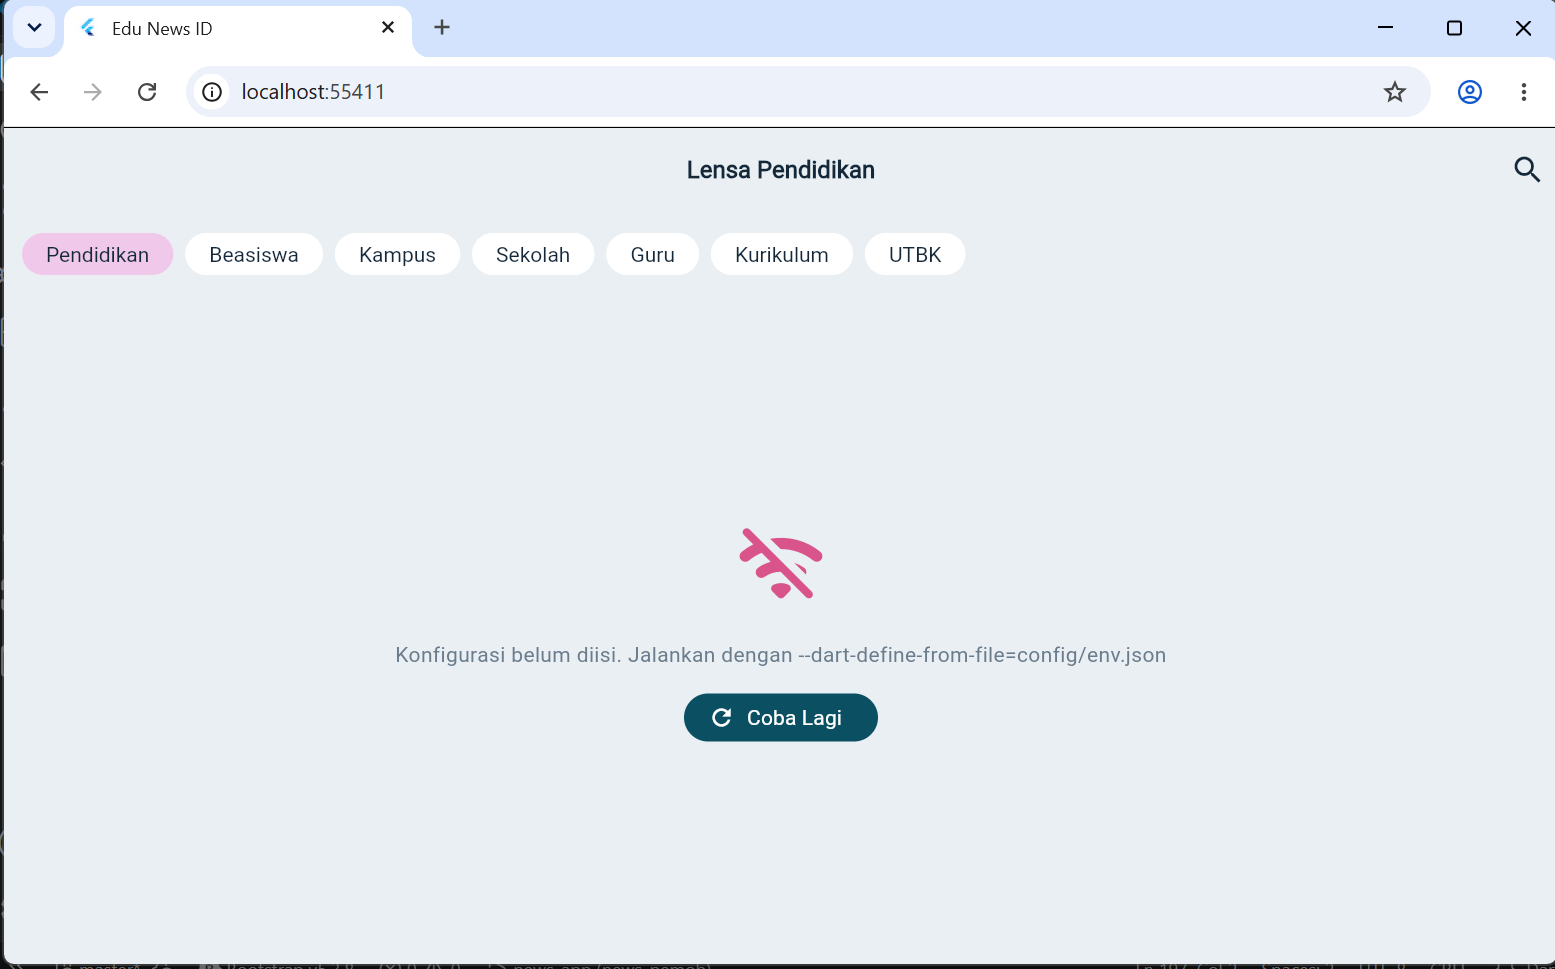 Edu News ID
localhost:55411
Lensa Pendidikan
Pendidikan
Beasiswa
Kampus
Sekolah
Guru
Kurikulum
UTBK
Konfigurasi belum diisi. Jalankan dengan --dart-define-from-file=config/env.json
Coba Lagi